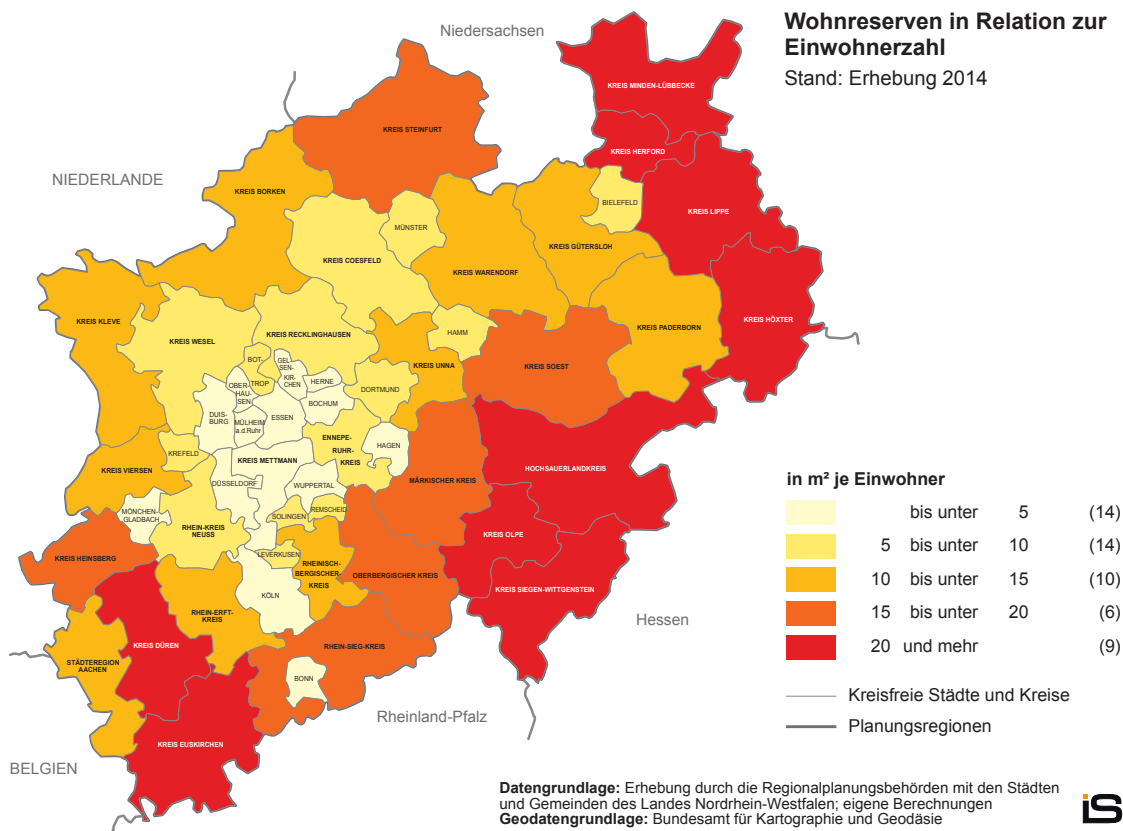 Wohnreserven in Relation zur
Einwohnerzahl
Stand: Erhebung 2014
Niedersachsen
NIEDERLANDE
BELGIEN
Rheinland-Pfalz
Hessen
KREIS MINDEN-LÜBBECKE
KREIS HERFORD
KREIS STEINFURT
KREIS BORKEN
BIELEFELD
KREIS LIPPE
MÜNSTER
KREIS GÜTERSLOH
KREIS COESFELD
KREIS WARENDORF
KREIS HÖXTER
KREIS KLEVE
KREIS PADERBORN
KREIS WESEL
KREIS RECKLINGHAUSEN
HAMM
KREIS UNNA
KREIS SOEST
BOT-
TROP
GEL-
SEN-
KIR-
CHEN
OBER-
HAU-
SEN
HERNE
DORTMUND
BOCHUM
ESSEN
DUIS-
BURG
MÜLHEIM
a.d.Ruhr
ENNEPE-
RUHR-
KREIS
HAGEN
KREFELD
KREIS METTMANN
KREIS VIERSEN
DÜSSELDORF
WUPPERTAL
MÄRKISCHER KREIS
HOCHSAUERLANDKREIS
MÖNCHEN-
GLADBACH
REMSCHEID
SOLINGEN
RHEIN-KREIS
NEUSS
KREIS OLPE
KREIS HEINSBERG
LEVERKUSEN
RHEINISCH-
BERGISCHER-
KREIS
OBERBERGISCHER KREIS
KREIS SIEGEN-WITTGENSTEIN
KÖLN
RHEIN-ERFT-
KREIS
KREIS DÜREN
RHEIN-SIEG-KREIS
STÄDTEREGION
AACHEN
BONN
KREIS EUSKIRCHEN
in m² je Einwohner
bis unter 5 (14)
5 bis unter 10 (14)
10 bis unter 15 (10)
15 bis unter 20 (6)
20 und mehr (9)
Kreisfreie Städte und Kreise
Planungsregionen
Datengrundlage: Erhebung durch die Regionalplanungsbehörden mit den Städten
und Gemeinden des Landes Nordrhein-Westfalen; eigene Berechnungen
Geodatengrundlage: Bundesamt für Kartographie und Geodäsie
iS